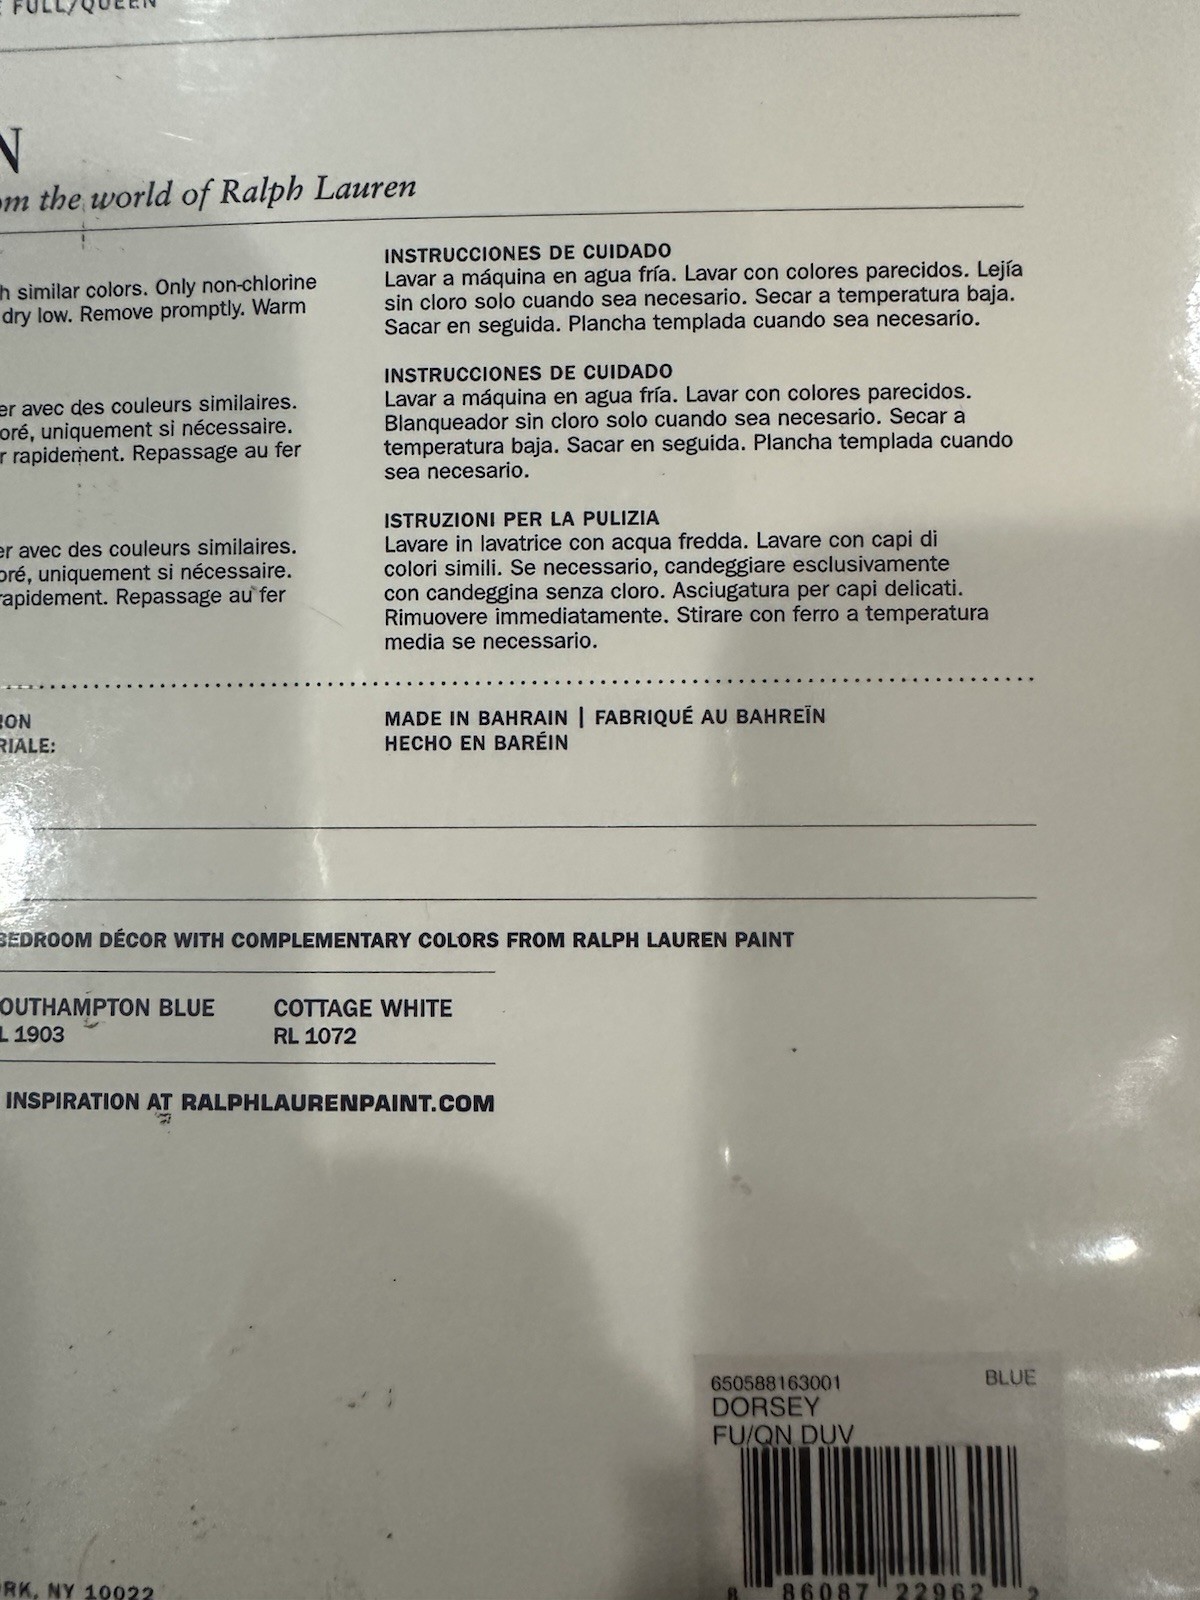 FULL/QUEEN
N
om the world of Ralph Lauren
h similar colors. Only non-chlorine
dry low. Remove promptly. Warm
er avec des couleurs similaires.
oré, uniquement si nécessaire.
r rapidement. Repassage au fer
er avec des couleurs similaires.
oré, uniquement si nécessaire.
rapidement. Repassage au fer
INSTRUCCIONES DE CUIDADO
Lavar a máquina en agua fría. Lavar con colores parecidos. Lejía
sin cloro solo cuando sea necesario. Secar a temperatura baja.
Sacar en seguida. Plancha templada cuando sea necesario.
INSTRUCCIONES DE CUIDADO
Lavar a máquina en agua fría. Lavar con colores parecidos.
Blanqueador sin cloro solo cuando sea necesario. Secar a
temperatura baja. Sacar en seguida. Plancha templada cuando
sea necesario.
ISTRUZIONI PER LA PULIZIA
Lavare in lavatrice con acqua fredda. Lavare con capi di
colori simili. Se necessario, candeggiare esclusivamente
con candeggina senza cloro. Asciugatura per capi delicati.
Rimuovere immediatamente. Stirare con ferro a temperatura
media se necessario.
RON
RIALE:
MADE IN BAHRAIN | FABRIQUÉ AU BAHREÏN
HECHO EN BARÉIN
BEDROOM DÉCOR WITH COMPLEMENTARY COLORS FROM RALPH LAUREN PAINT
OUTHAMPTON BLUE
L 1903
COTTAGE WHITE
RL 1072
INSPIRATION AT RALPHLAURENPAINT.COM
650588163001 BLUE
DORSEY
FU/QN DUV
8 86087 22962 2
RK, NY 10022